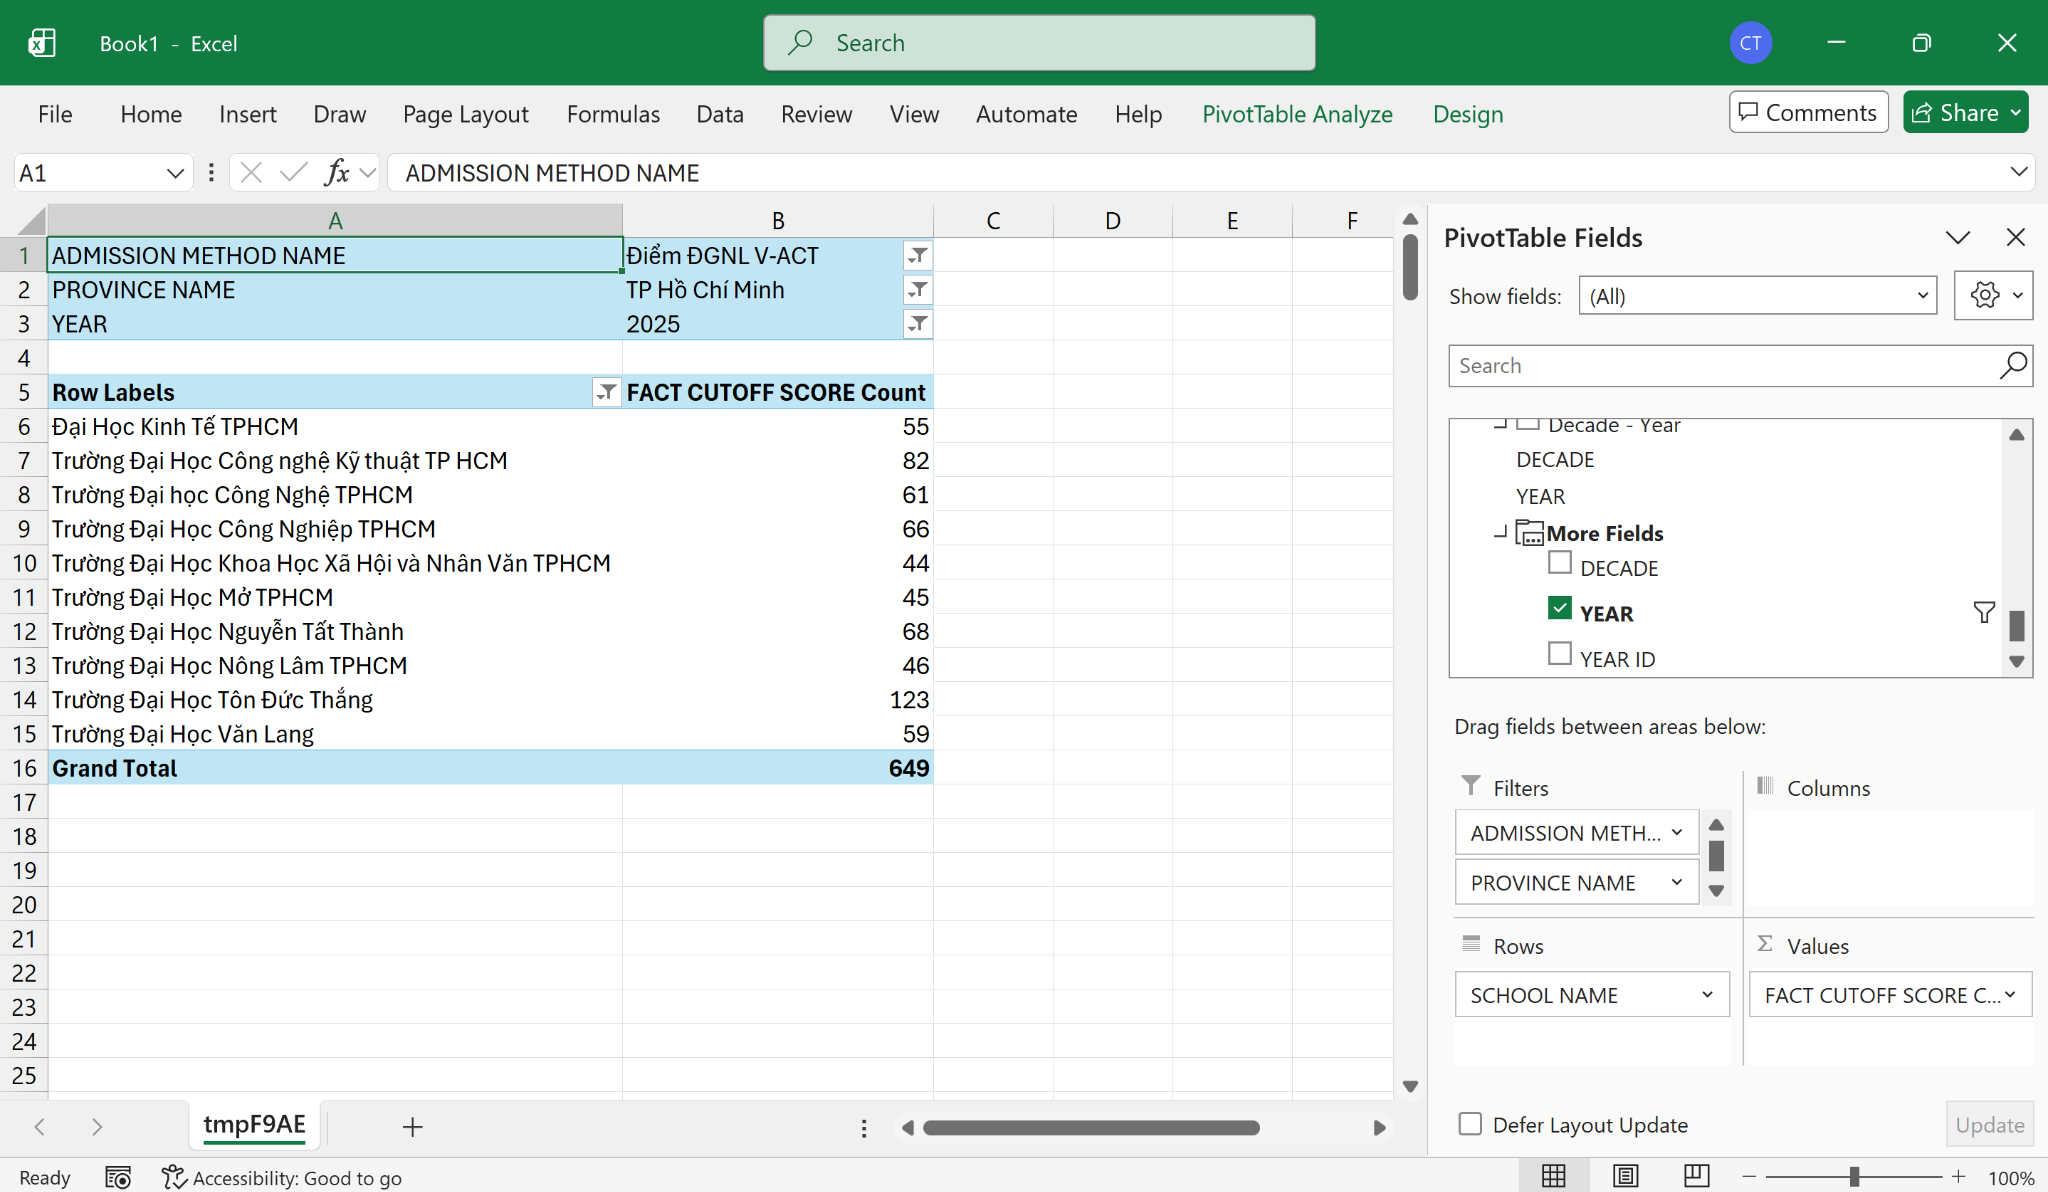 Book1 - Excel
Search
CT
File Home Insert Draw Page Layout Formulas Data Review View Automate Help PivotTable Analyze Design
Comments
Share
A1
fx
ADMISSION METHOD NAME
A B C D E F
1 ADMISSION METHOD NAME Điểm ĐGNL V-ACT
2 PROVINCE NAME TP Hồ Chí Minh
3 YEAR 2025
4
5 Row Labels FACT CUTOFF SCORE Count
6 Đại Học Kinh Tế TPHCM 55
7 Trường Đại Học Công nghệ Kỹ thuật TP HCM 82
8 Trường Đại học Công Nghệ TPHCM 61
9 Trường Đại Học Công Nghiệp TPHCM 66
10 Trường Đại Học Khoa Học Xã Hội và Nhân Văn TPHCM 44
11 Trường Đại Học Mở TPHCM 45
12 Trường Đại Học Nguyễn Tất Thành 68
13 Trường Đại Học Nông Lâm TPHCM 46
14 Trường Đại Học Tôn Đức Thắng 123
15 Trường Đại Học Văn Lang 59
16 Grand Total 649
17
18
19
20
21
22
23
24
25
PivotTable Fields
Show fields: (All)
Search
Decade - Year
DECADE
YEAR
More Fields
DECADE
YEAR
YEAR ID
Drag fields between areas below:
Filters
ADMISSION METH...
PROVINCE NAME
Columns
Rows
SCHOOL NAME
Σ Values
FACT CUTOFF SCORE C...
Defer Layout Update
Update
tmpF9AE
Ready
Accessibility: Good to go
100%